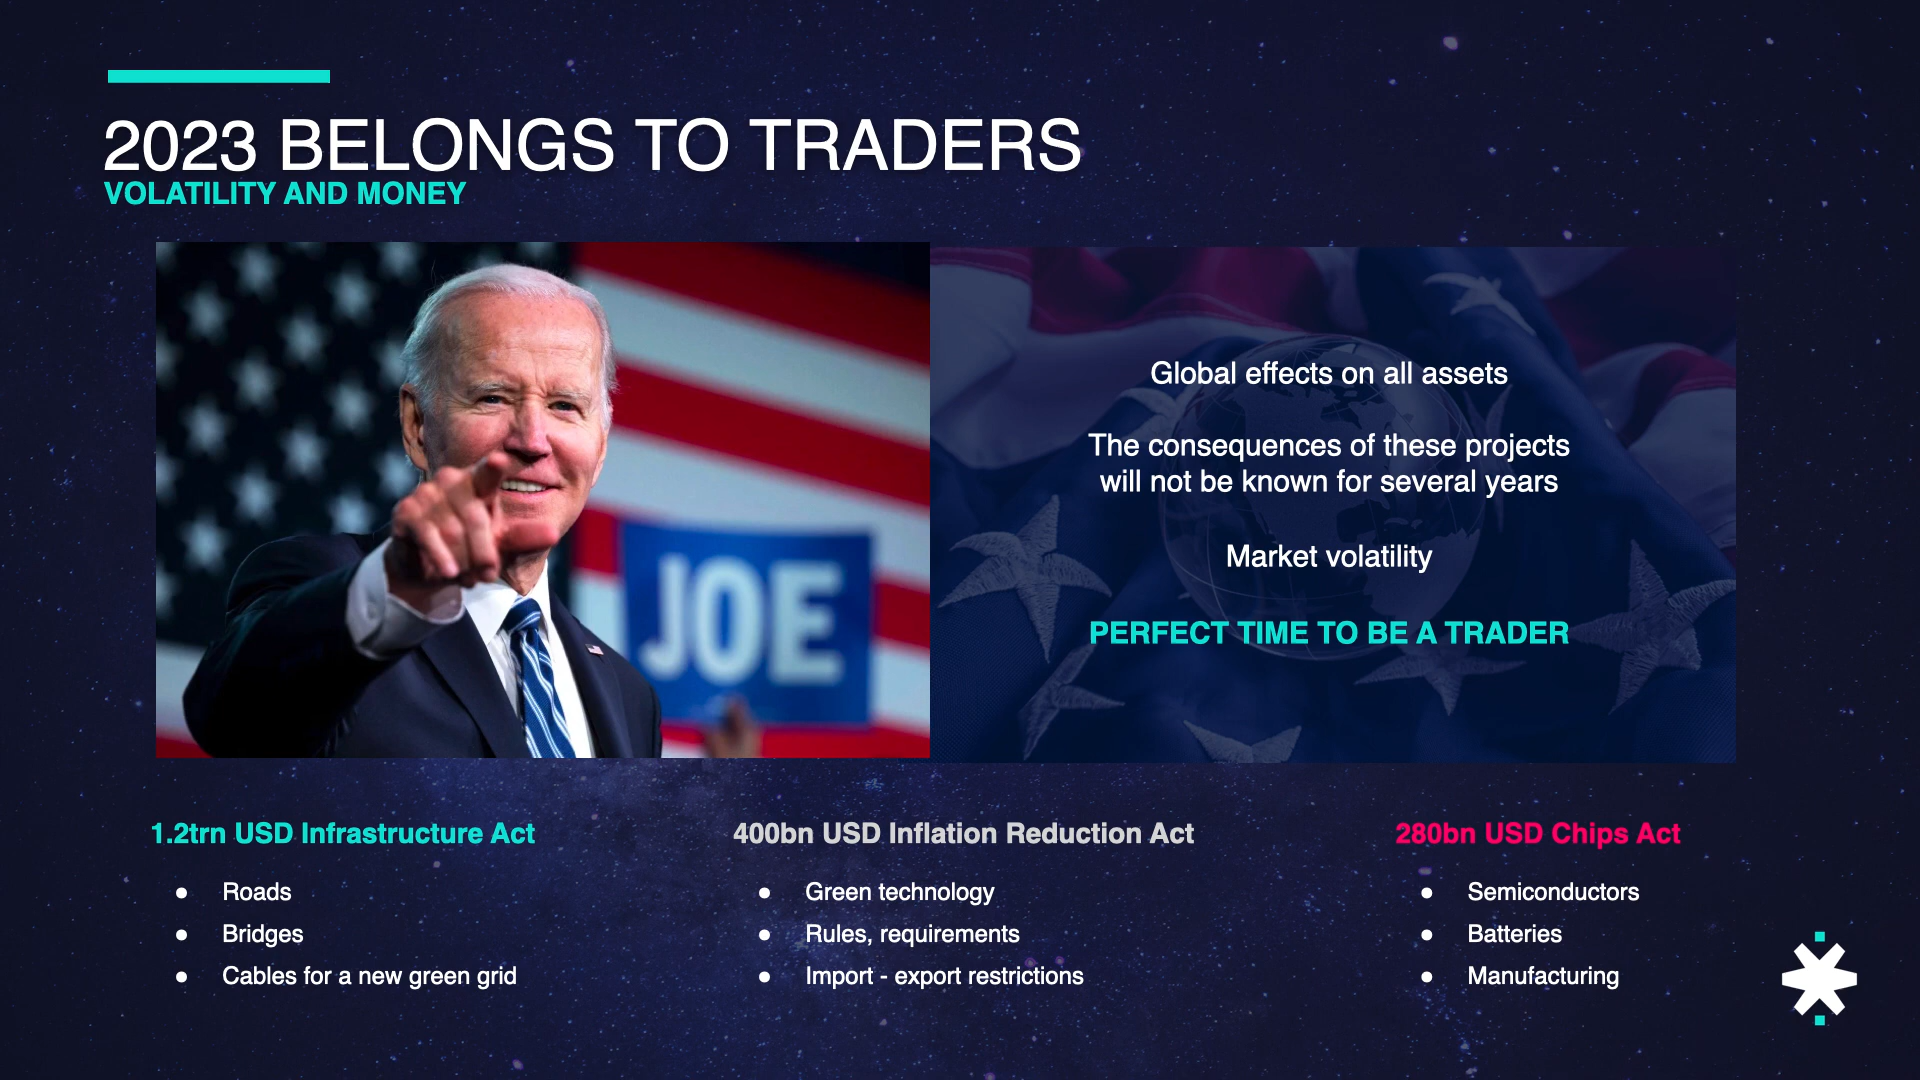 2023 BELONGS TO TRADERS
VOLATILITY AND MONEY
JOE
Global effects on all assets
The consequences of these projects
will not be known for several years
Market volatility
PERFECT TIME TO BE A TRADER
1.2trn USD Infrastructure Act
● Roads
● Bridges
● Cables for a new green grid
400bn USD Inflation Reduction Act
● Green technology
● Rules, requirements
● Import - export restrictions
280bn USD Chips Act
● Semiconductors
● Batteries
● Manufacturing